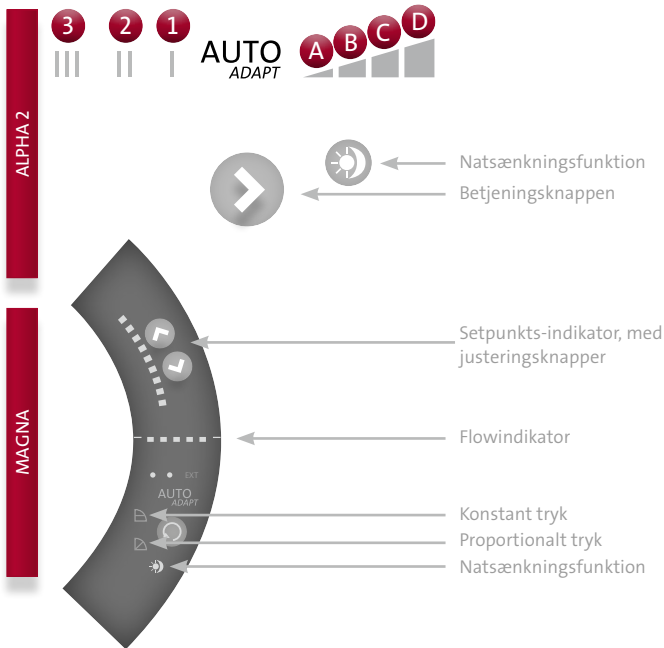 ALPHA 2
3 2 1
AUTO
ADAPT
A B C D
Natsænkningsfunktion
Betjeningsknappen
MAGNA
Setpunkts-indikator, med
justeringsknapper
Flowindikator
EXT
AUTO
ADAPT
Konstant tryk
Proportionalt tryk
Natsænkningsfunktion